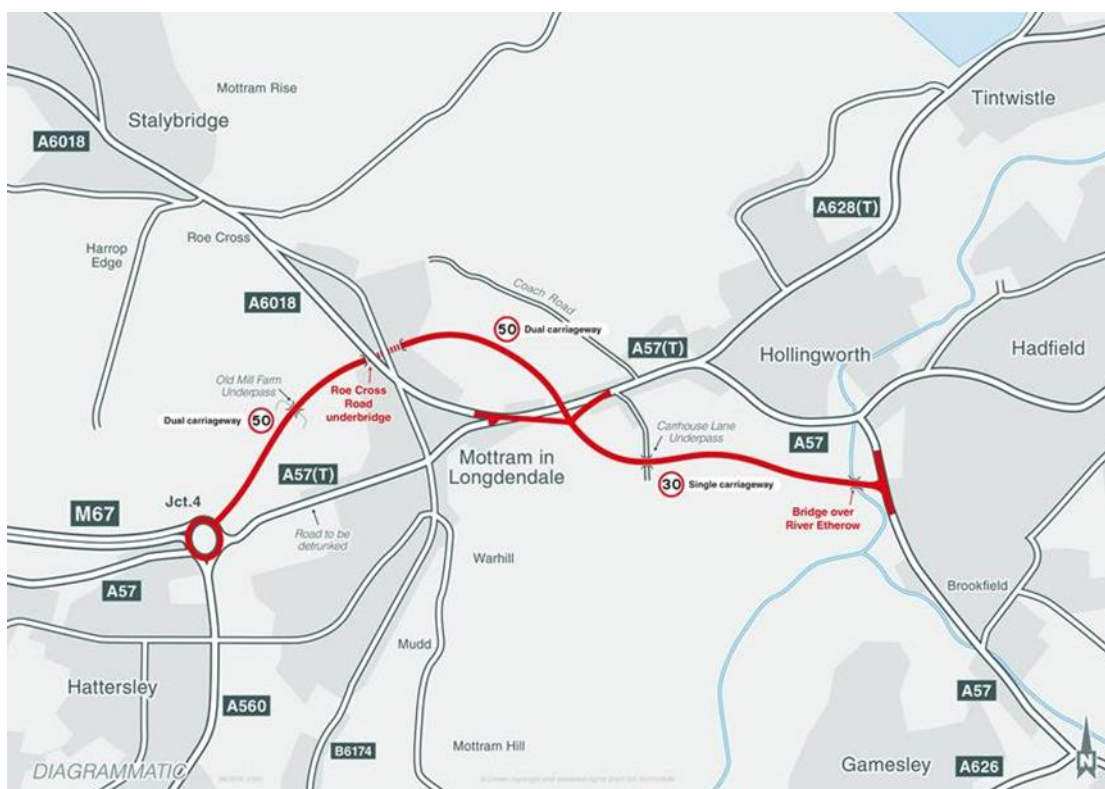 Mottram Rise
Stalybridge
A6018
Tintwistle
A628(T)
Roe Cross
Harrop
Edge
A6018
Coach Road
50 Dual carriageway
A57(T)
Hollingworth
Hadfield
Old Mill Farm
Underpass
Roe Cross
Road
underbridge
Dual carriageway 50
Carrhouse Lane
Underpass
A57
Mottram in
Longdendale
A57(T)
30 Single carriageway
Jct.4
M67
Road to be
detrunked
Bridge over
River Etherow
Warhill
A57
Brookfield
Mudd
Hattersley
A560
A57
B6174
Mottram Hill
Gamesley
A626
N
DIAGRAMMATIC